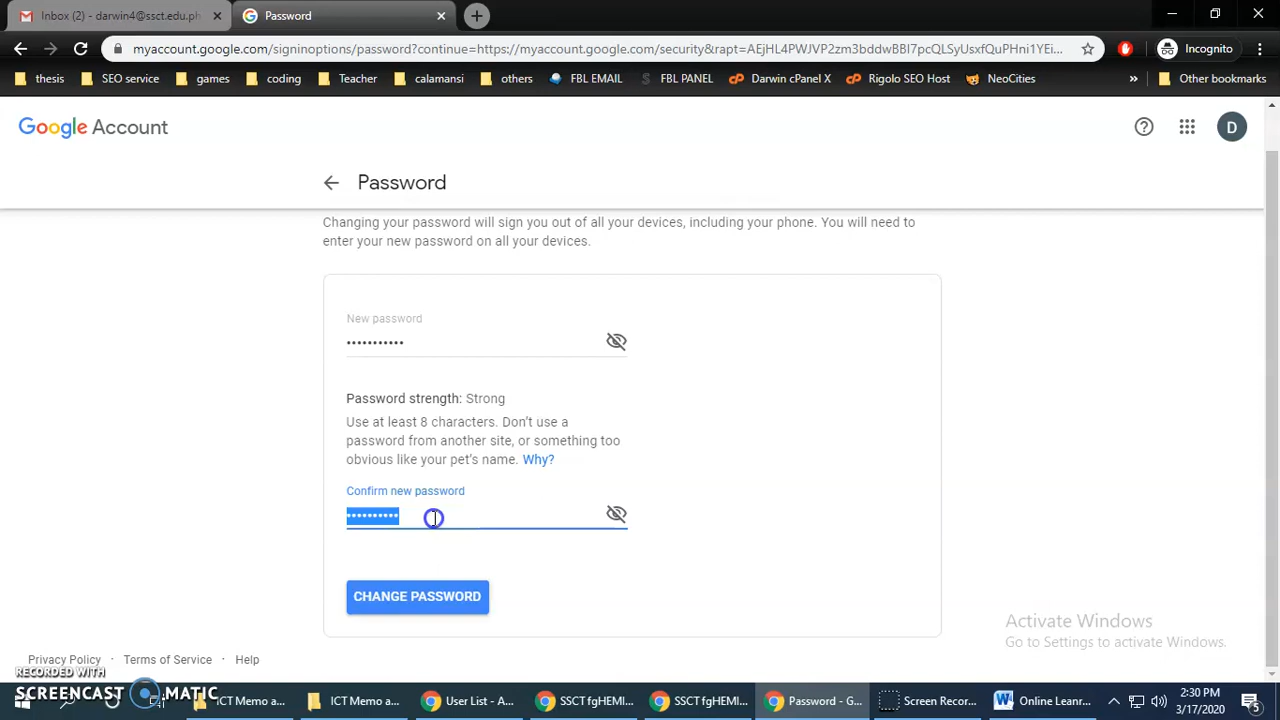 Inbox (2) - darwin4@ssct.edu.ph
Password
myaccount.google.com/signinoptions/password?continue=https://myaccount.google.com/security&rapt=AEjHL4PWJVP2zm3bddwBBI7pcQLSyUsxfQuPHni1YEi...
Incognito
thesis
SEO service
games
coding
Teacher
calamansi
others
FBL EMAIL
FBL PANEL
Darwin cPanel X
Rigolo SEO Host
NeoCities
»
Other bookmarks
Google Account
D
Password
Changing your password will sign you out of all your devices, including your phone. You will need to
enter your new password on all your devices.
New password
•••••••••••
Password strength: Strong
Use at least 8 characters. Don't use a
password from another site, or something too
obvious like your pet's name. Why?
Confirm new password
••••••••••
CHANGE PASSWORD
Activate Windows
Go to Settings to activate Windows.
Privacy Policy · Terms of Service · Help
RECORDED WITH
SCREENCAST MATIC
ICT Memo a...
ICT Memo a...
User List - A...
SSCT fgHEMI...
SSCT fgHEMI...
Password - G...
Screen Recor...
Online Learn...
2:30 PM
3/17/2020
5